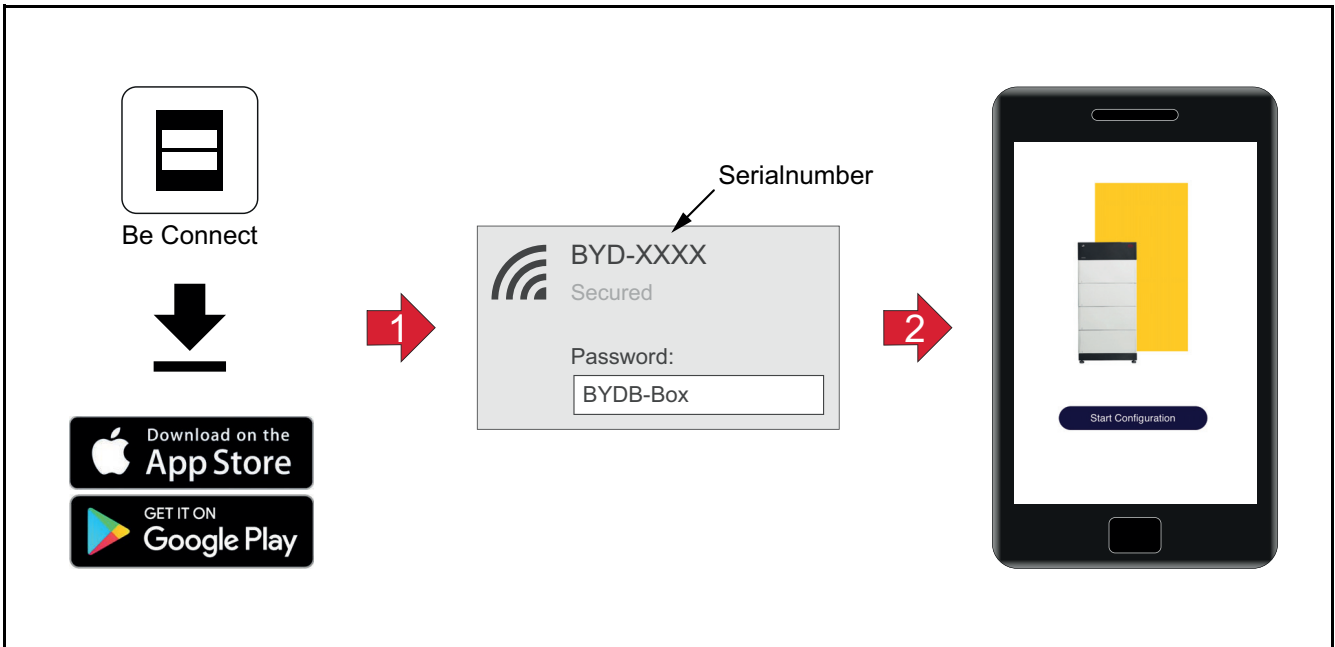 Be Connect
Download on the
App Store
GET IT ON
Google Play
1
Serialnumber
BYD-XXXX
Secured
Password:
BYDB-Box
2
Start Configuration